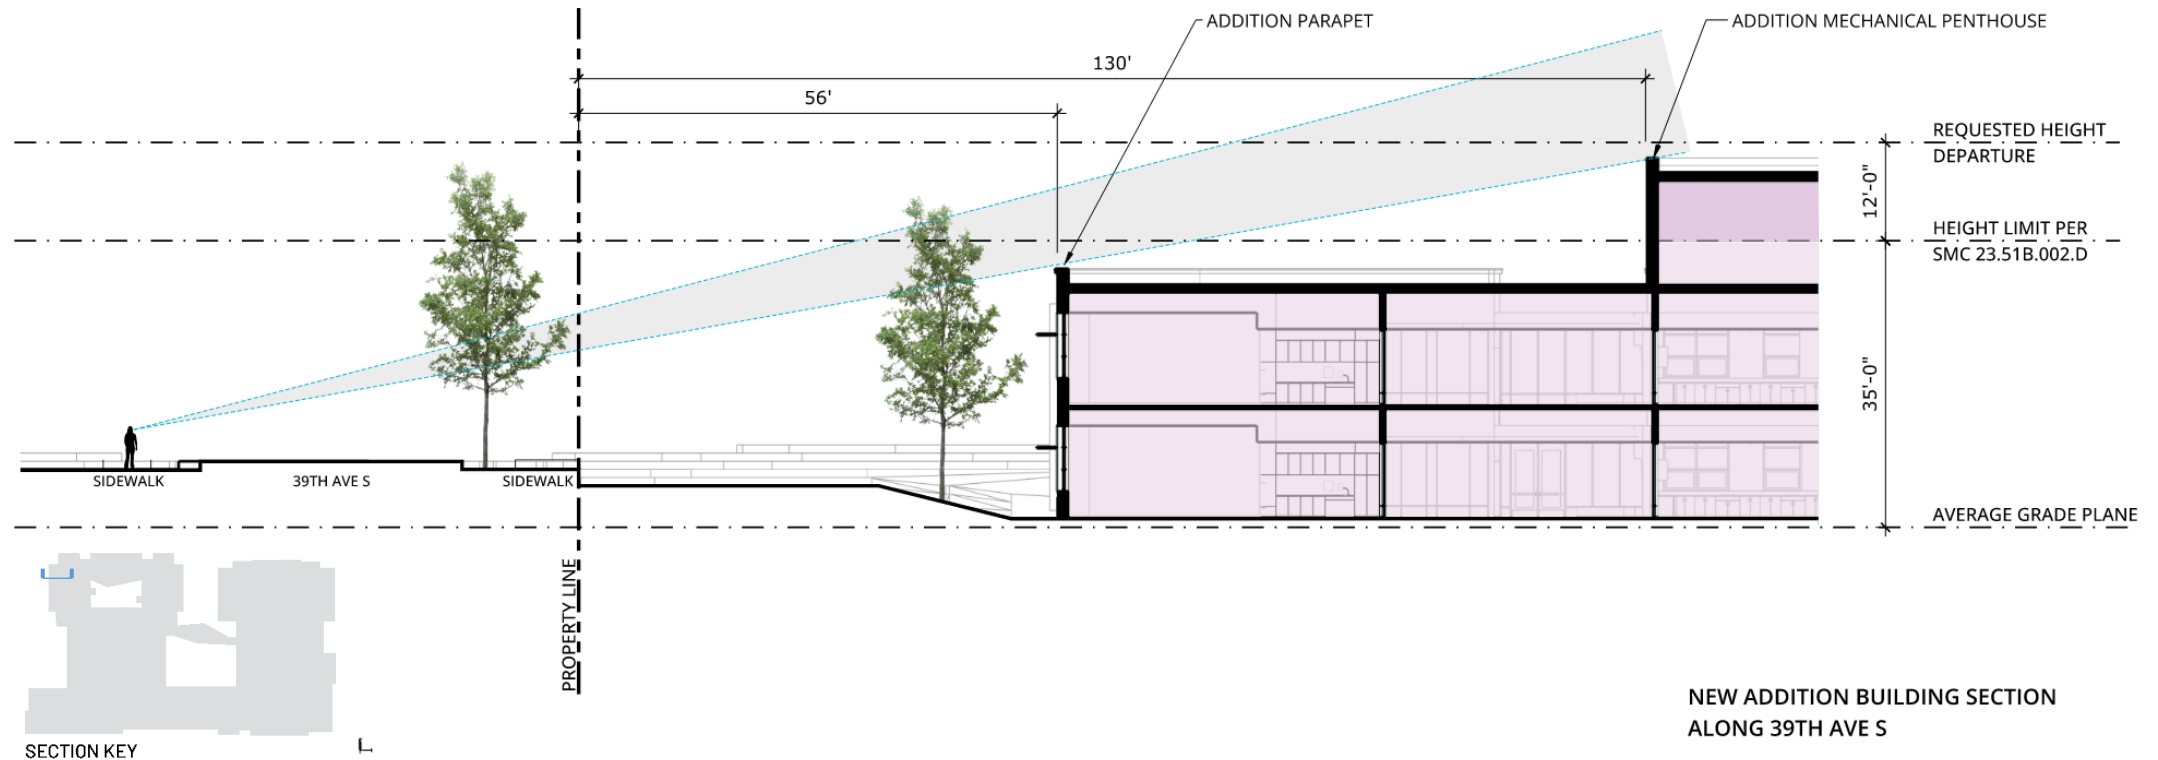 ADDITION PARAPET
ADDITION MECHANICAL PENTHOUSE
130'
56'
REQUESTED HEIGHT
DEPARTURE
12'-0"
HEIGHT LIMIT PER
SMC 23.51B.002.D
35'-0"
SIDEWALK
39TH AVE S
SIDEWALK
AVERAGE GRADE PLANE
PROPERTY LINE
NEW ADDITION BUILDING SECTION
ALONG 39TH AVE S
SECTION KEY